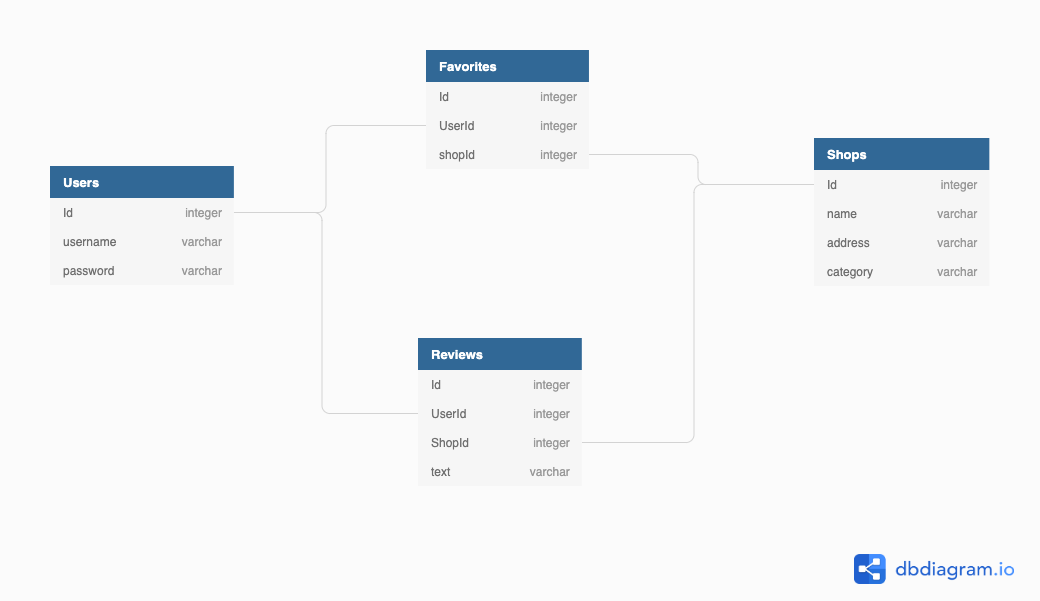 Favorites
Id integer
UserId integer
shopId integer
Users
Id integer
username varchar
password varchar
Shops
Id integer
name varchar
address varchar
category varchar
Reviews
Id integer
UserId integer
ShopId integer
text varchar
dbdiagram.io